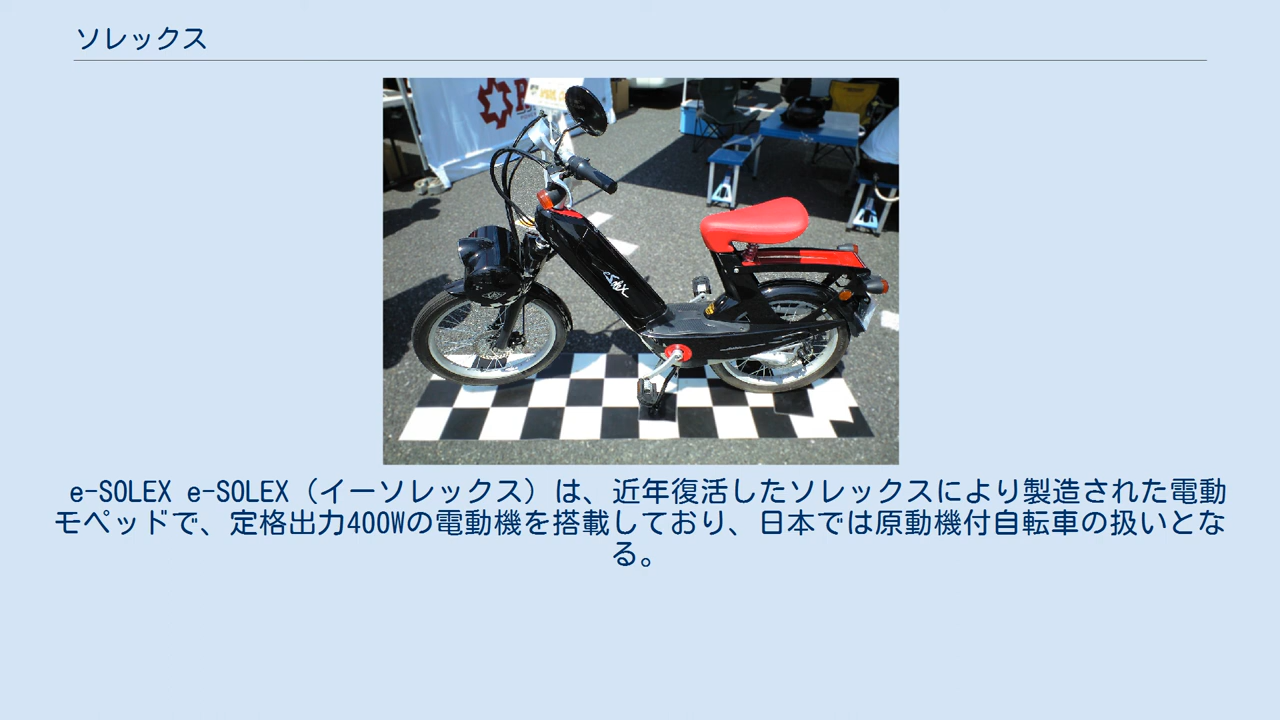 ソレックス
SoleX
e-SOLEX e-SOLEX（イーソレックス）は、近年復活したソレックスにより製造された電動
モペッドで、定格出力400Wの電動機を搭載しており、日本では原動機付自転車の扱いとな
る。